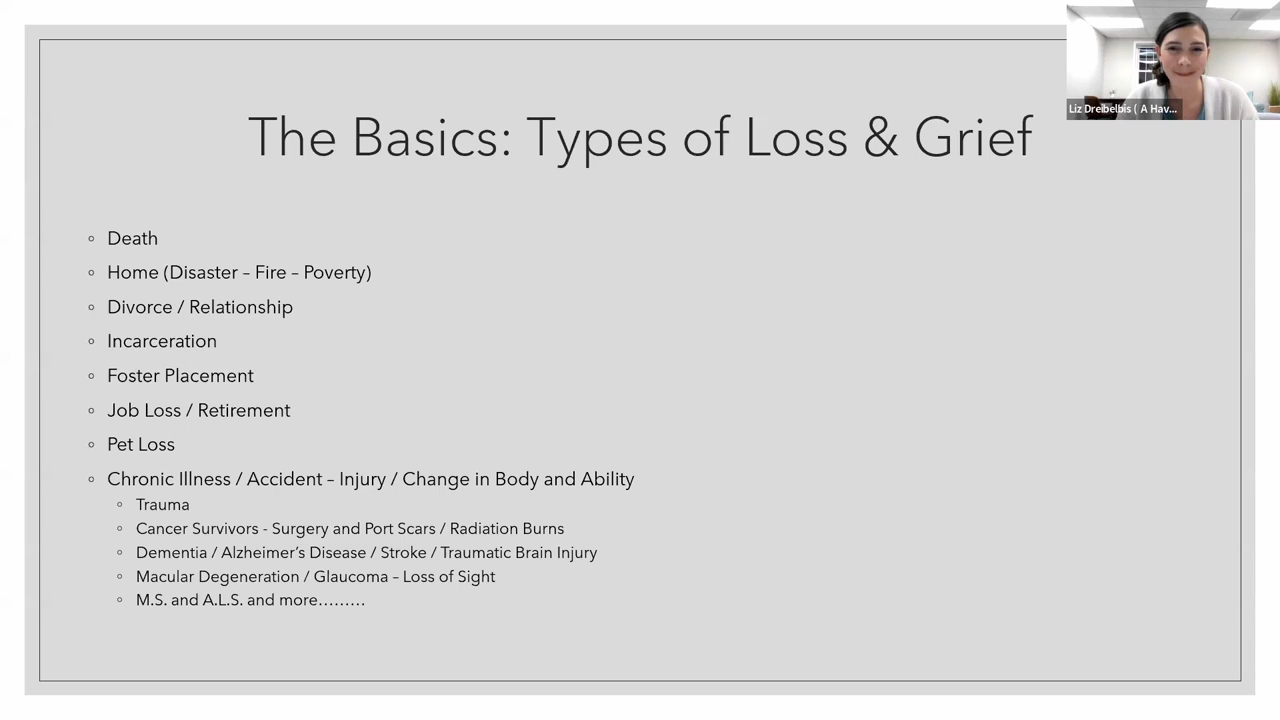 The Basics: Types of Loss & Grief
Liz Dreibelbis ( A Hav...
◦ Death
◦ Home (Disaster – Fire – Poverty)
◦ Divorce / Relationship
◦ Incarceration
◦ Foster Placement
◦ Job Loss / Retirement
◦ Pet Loss
◦ Chronic Illness / Accident – Injury / Change in Body and Ability
◦ Trauma
◦ Cancer Survivors - Surgery and Port Scars / Radiation Burns
◦ Dementia / Alzheimer’s Disease / Stroke / Traumatic Brain Injury
◦ Macular Degeneration / Glaucoma – Loss of Sight
◦ M.S. and A.L.S. and more………